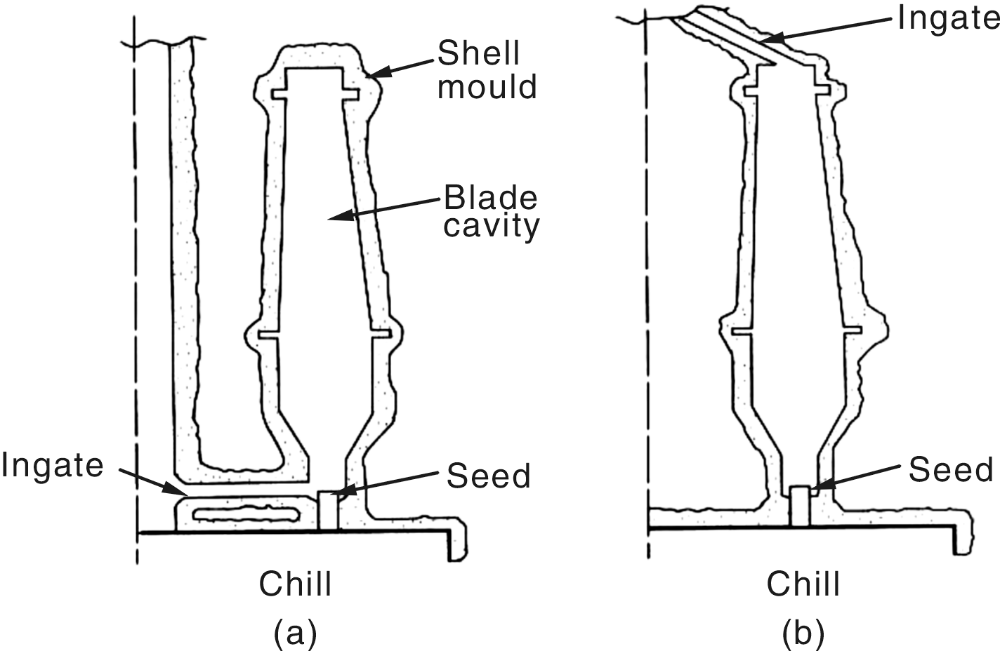 Shell
mould
Blade
cavity
Ingate
Seed
Chill
(a)
Ingate
Seed
Chill
(b)